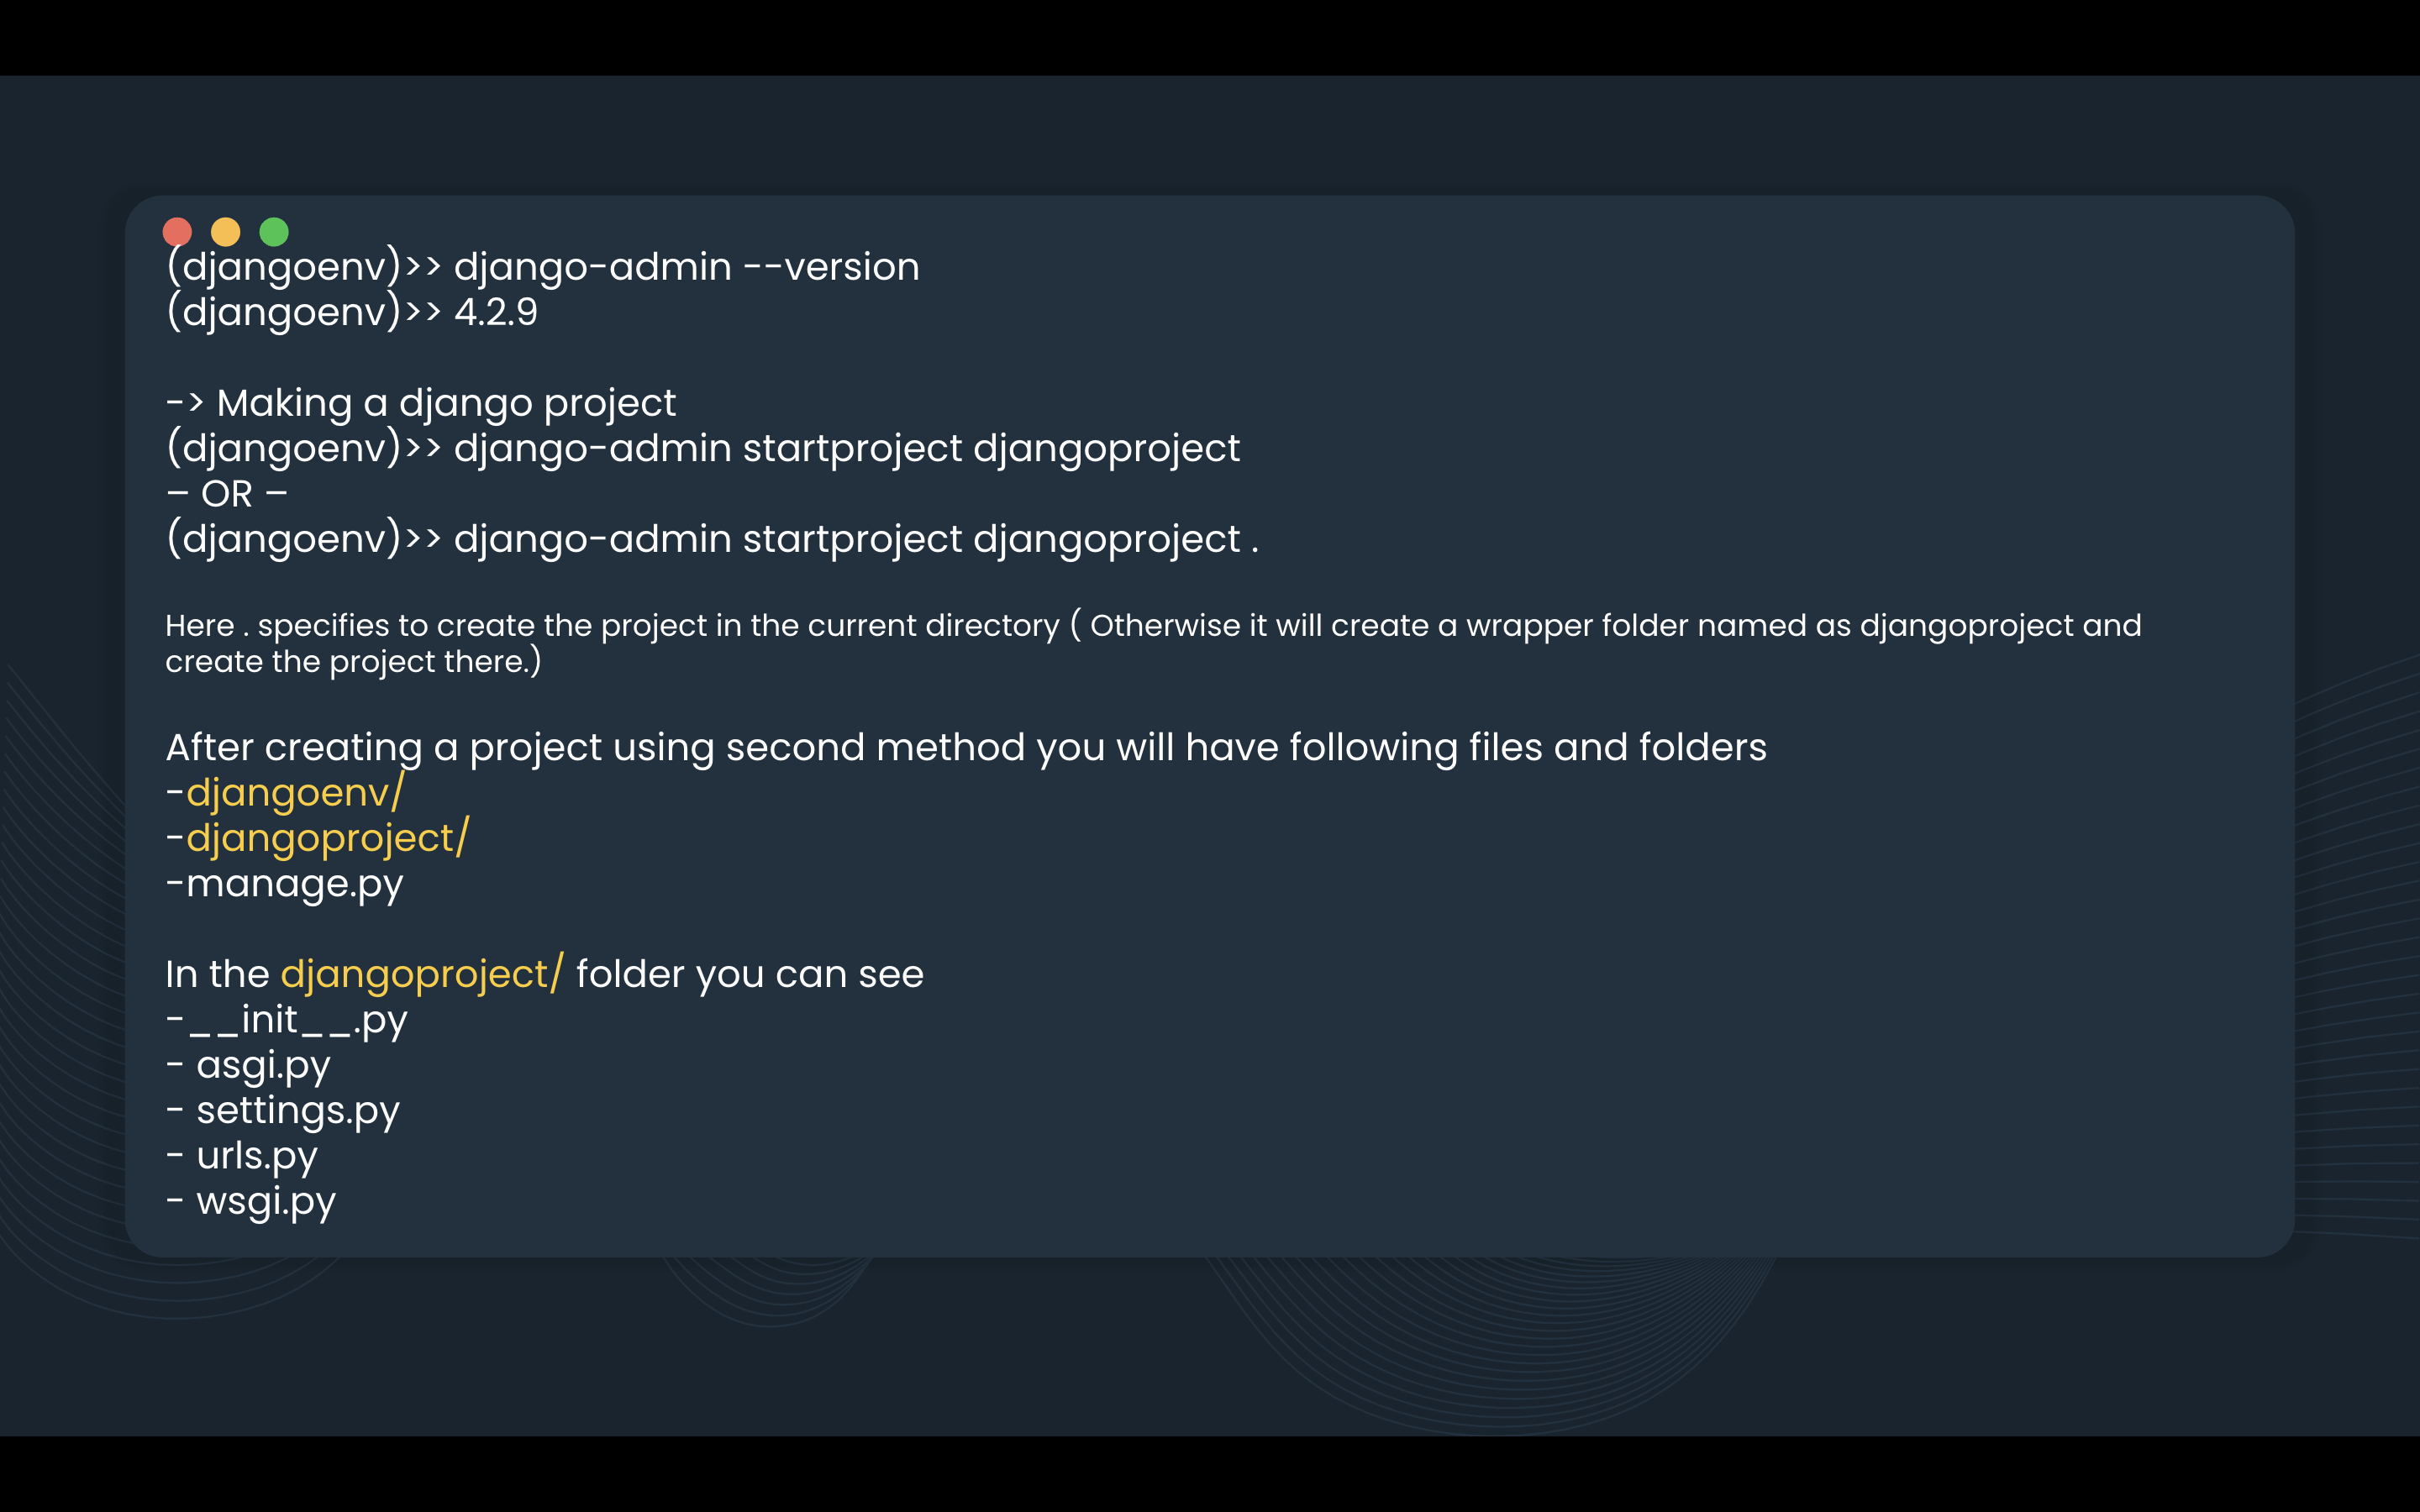 (djangoenv)>> django-admin --version
(djangoenv)>> 4.2.9
-> Making a django project
(djangoenv)>> django-admin startproject djangoproject
– OR –
(djangoenv)>> django-admin startproject djangoproject .
Here . specifies to create the project in the current directory ( Otherwise it will create a wrapper folder named as djangoproject and
create the project there.)
After creating a project using second method you will have following files and folders
-djangoenv/
-djangoproject/
-manage.py
In the djangoproject/ folder you can see
-__init__.py
- asgi.py
- settings.py
- urls.py
- wsgi.py